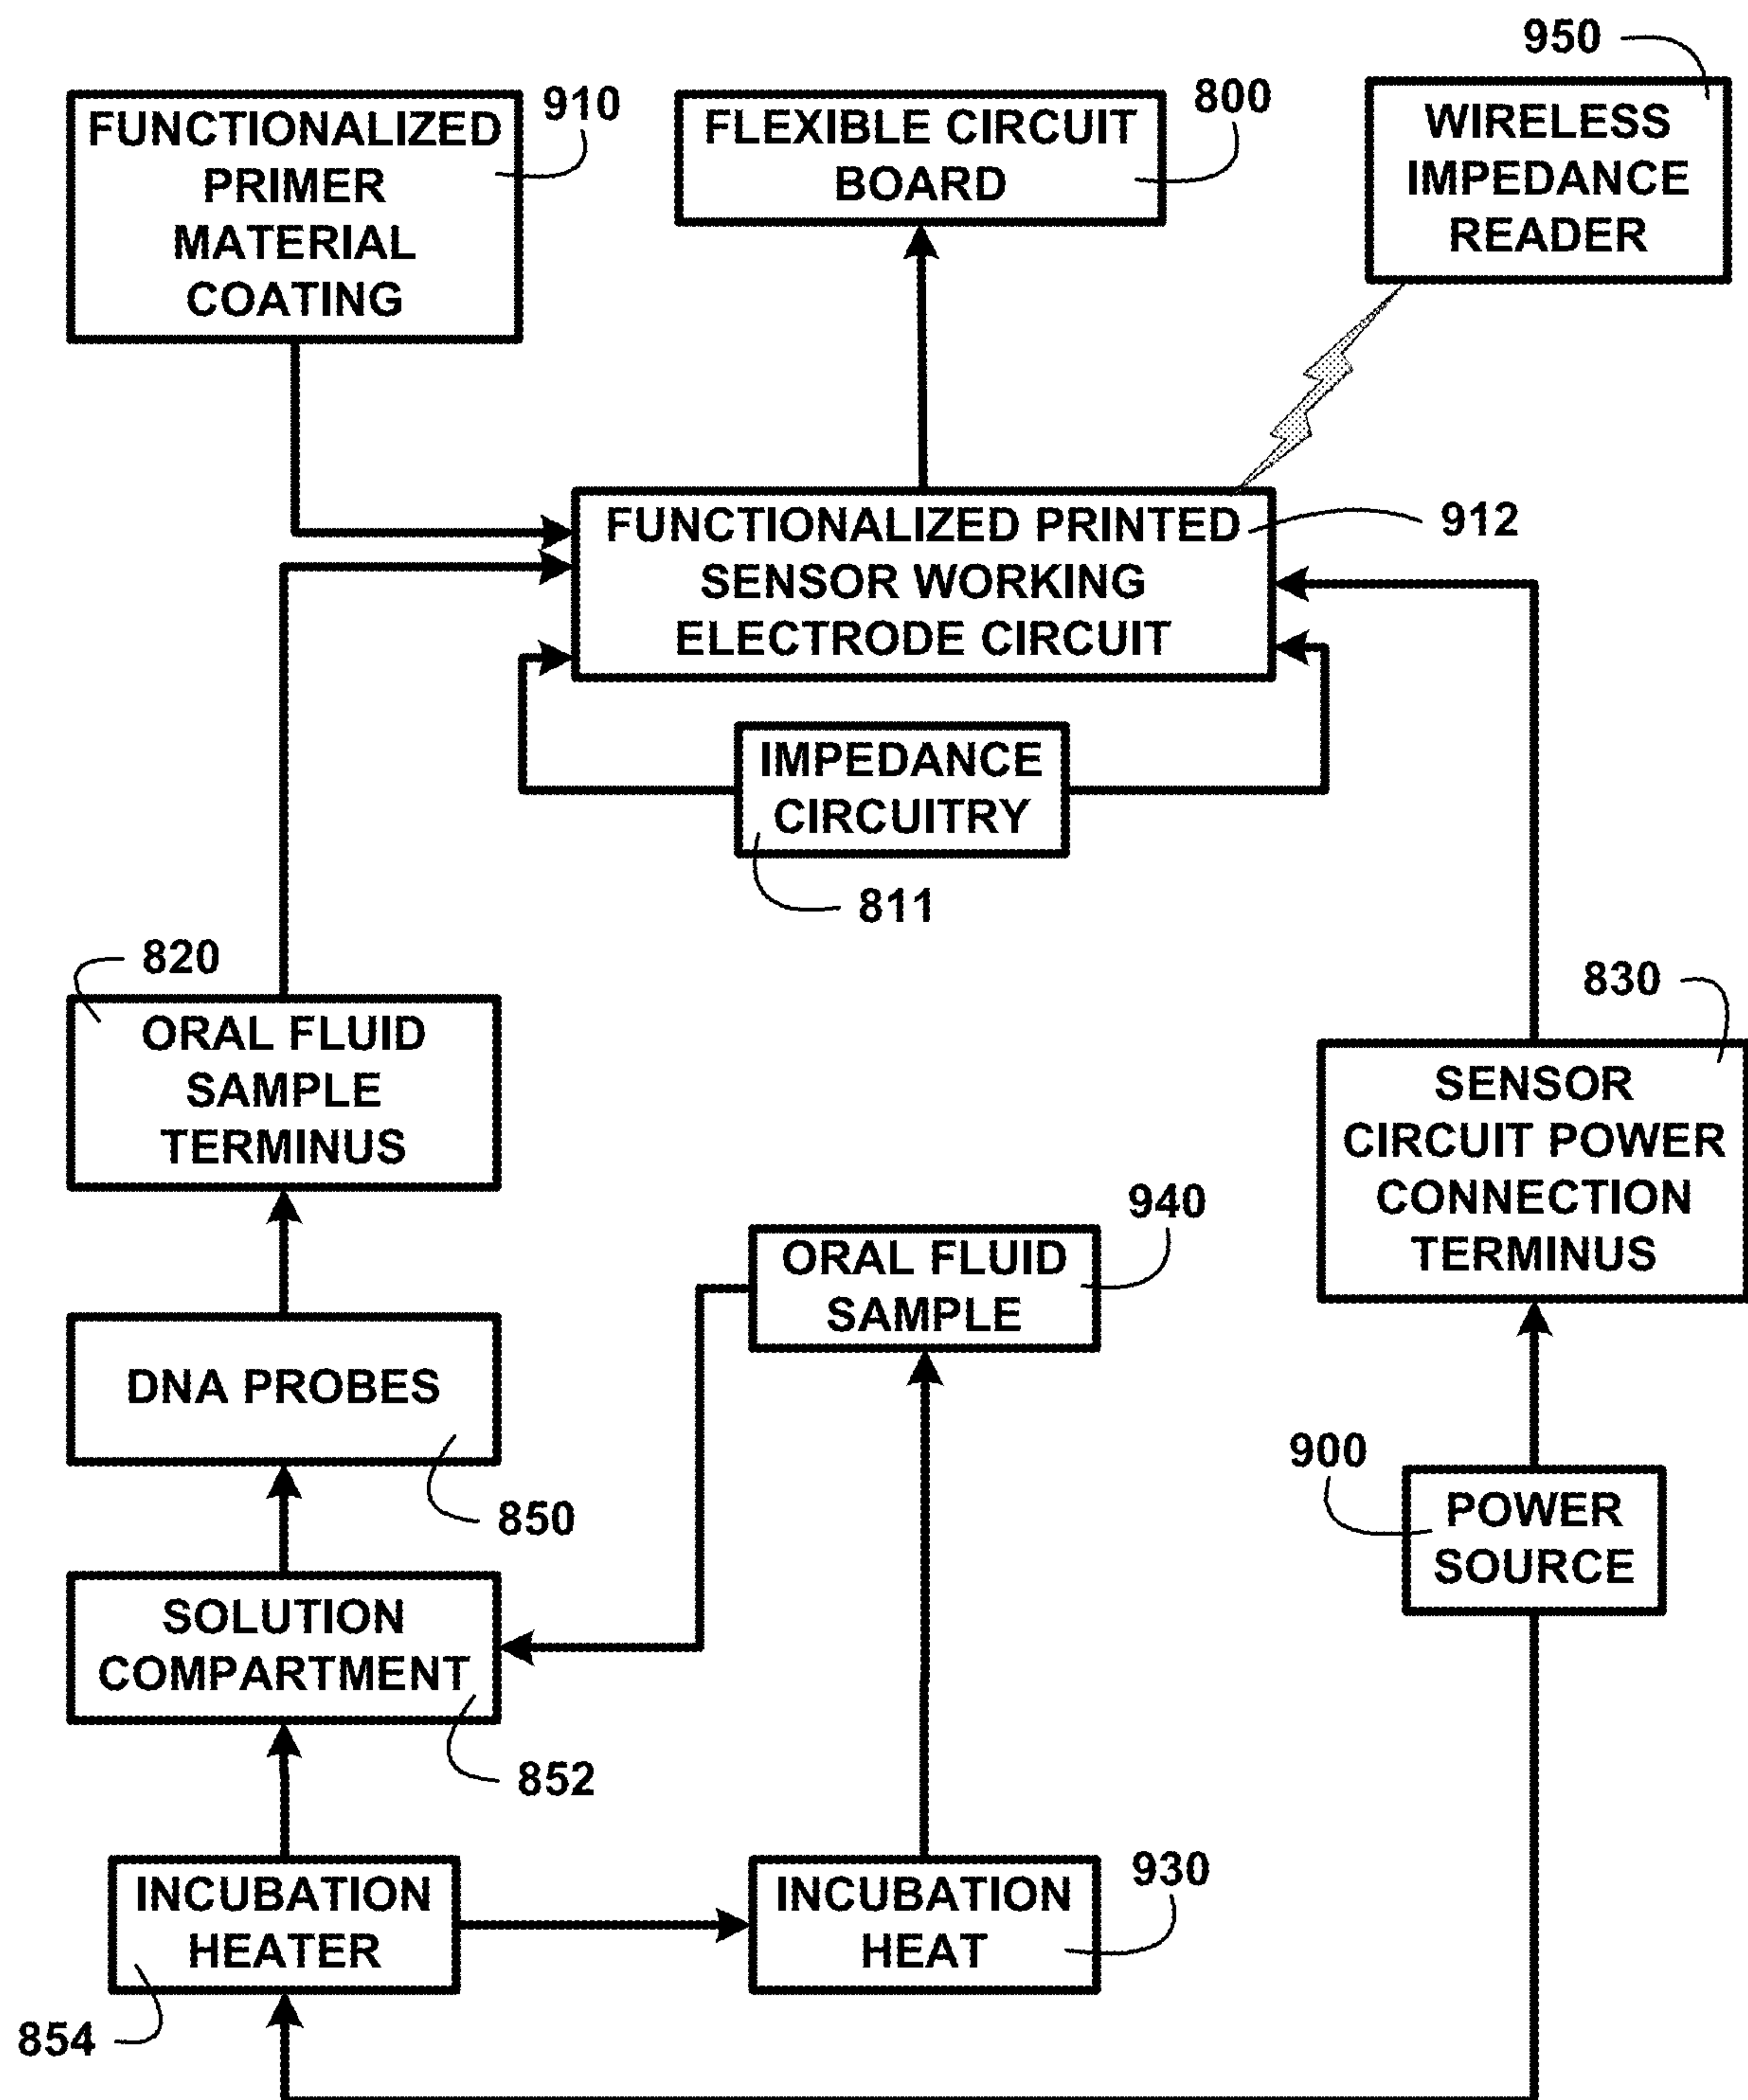 950
FUNCTIONALIZED
PRIMER
MATERIAL
COATING
910
FLEXIBLE CIRCUIT
BOARD
800
WIRELESS
IMPEDANCE
READER
FUNCTIONALIZED PRINTED
SENSOR WORKING
ELECTRODE CIRCUIT
912
IMPEDANCE
CIRCUITRY
811
820
ORAL FLUID
SAMPLE
TERMINUS
830
SENSOR
CIRCUIT POWER
CONNECTION
TERMINUS
940
ORAL FLUID
SAMPLE
DNA PROBES
850
900
POWER
SOURCE
SOLUTION
COMPARTMENT
852
INCUBATION
HEATER
854
INCUBATION
HEAT
930